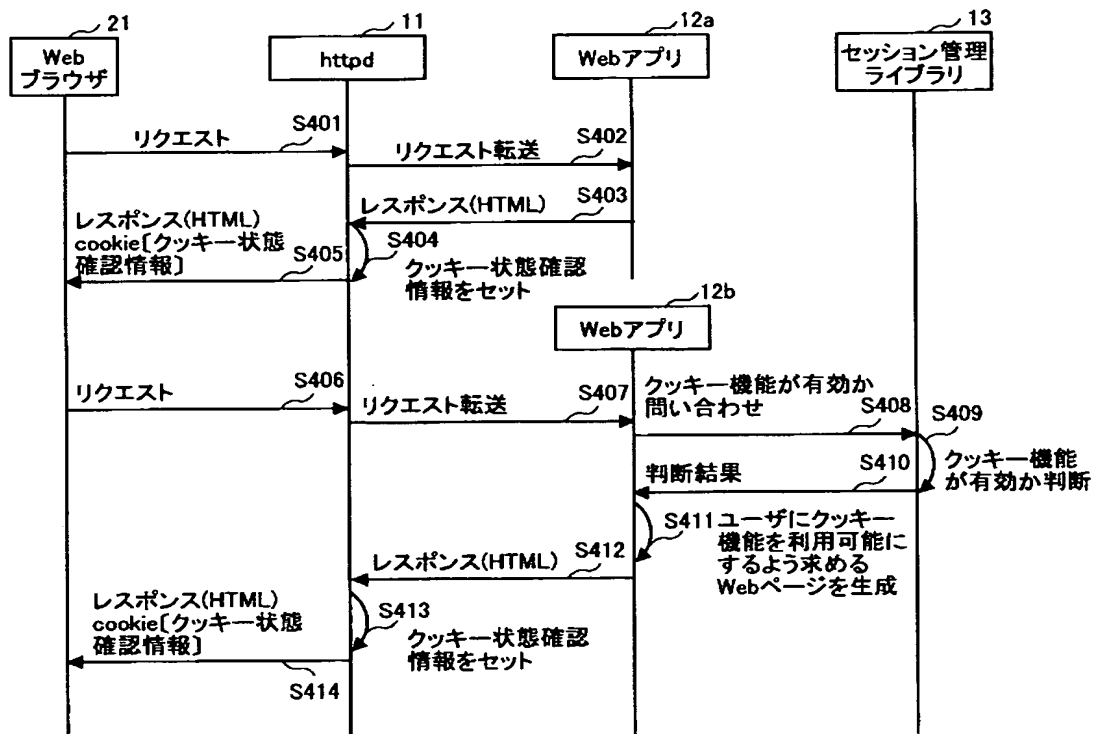 21
11
12a
13
Web
ブラウザ
httpd
Webアプリ
セッション管理
ライブラリ
リクエスト
S401
リクエスト転送
S402
レスポンス(HTML)
S403
レスポンス(HTML)
cookie〔クッキー状態
確認情報〕
S404
S405
クッキー状態確認
情報をセット
12b
Webアプリ
リクエスト
S406
リクエスト転送
S407
クッキー機能が有効か
問い合わせ
S408
S409
クッキー機能
が有効か判断
判断結果
S410
S411
ユーザにクッキー
機能を利用可能に
するよう求める
Webページを生成
レスポンス(HTML)
S412
レスポンス(HTML)
cookie〔クッキー状態
確認情報〕
S413
クッキー状態確認
情報をセット
S414